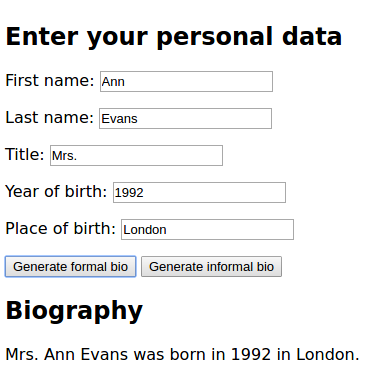 Enter your personal data
First name: Ann
Last name: Evans
Title: Mrs.
Year of birth: 1992
Place of birth: London
Generate formal bio Generate informal bio
Biography
Mrs. Ann Evans was born in 1992 in London.